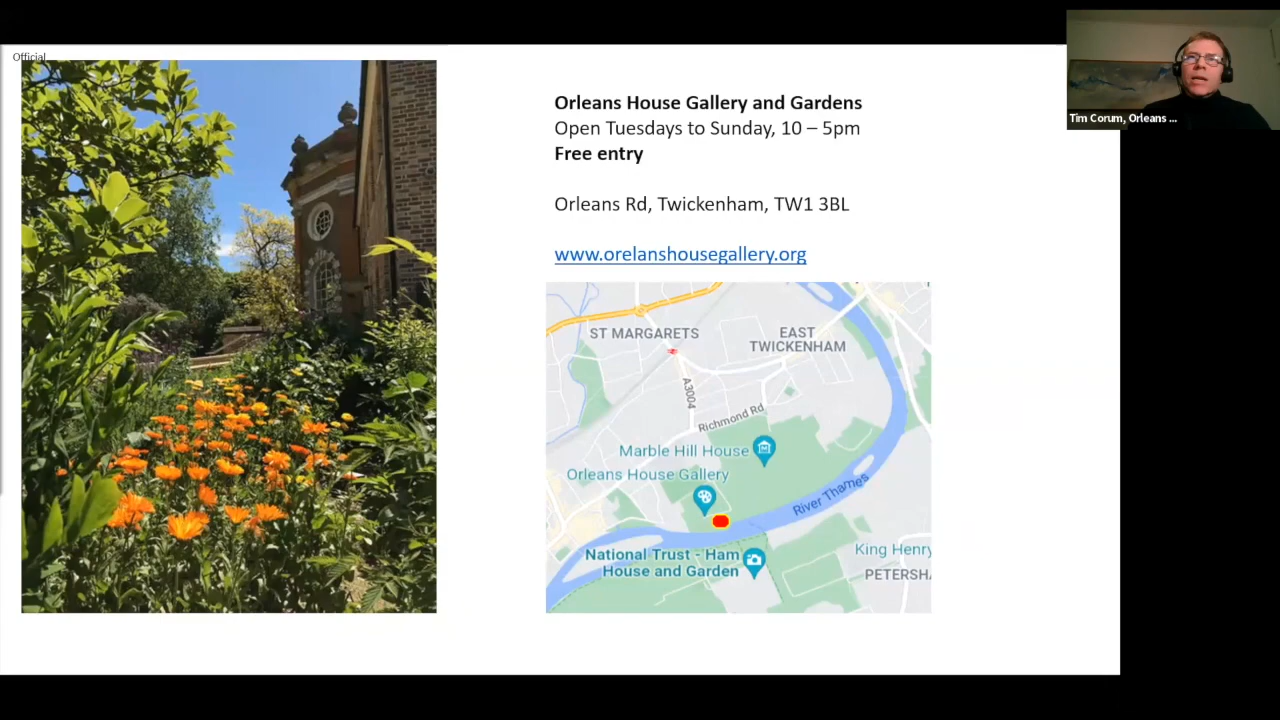 Official
Orleans House Gallery and Gardens
Open Tuesdays to Sunday, 10 – 5pm
Free entry
Orleans Rd, Twickenham, TW1 3BL
www.orelanshousegallery.org
ST MARGARETS
EAST
TWICKENHAM
A3004
Richmond Rd
Marble Hill House
Orleans House Gallery
River Thames
National Trust - Ham
House and Garden
King Henry
PETERSHA
Tim Corum, Orleans ...